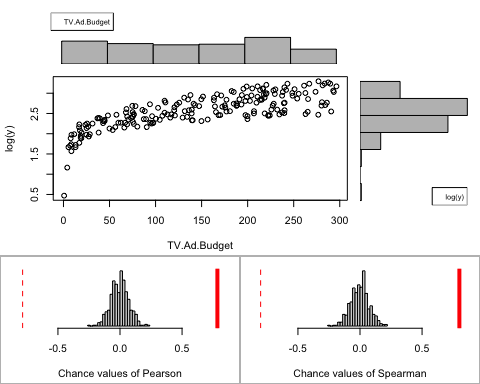 TV.Ad.Budget
log(y)
2.5
1.5
0.5
0 50 100 150 200 250 300
TV.Ad.Budget
log(y)
-0.5 0.0 0.5
Chance values of Pearson
-0.5 0.0 0.5
Chance values of Spearman